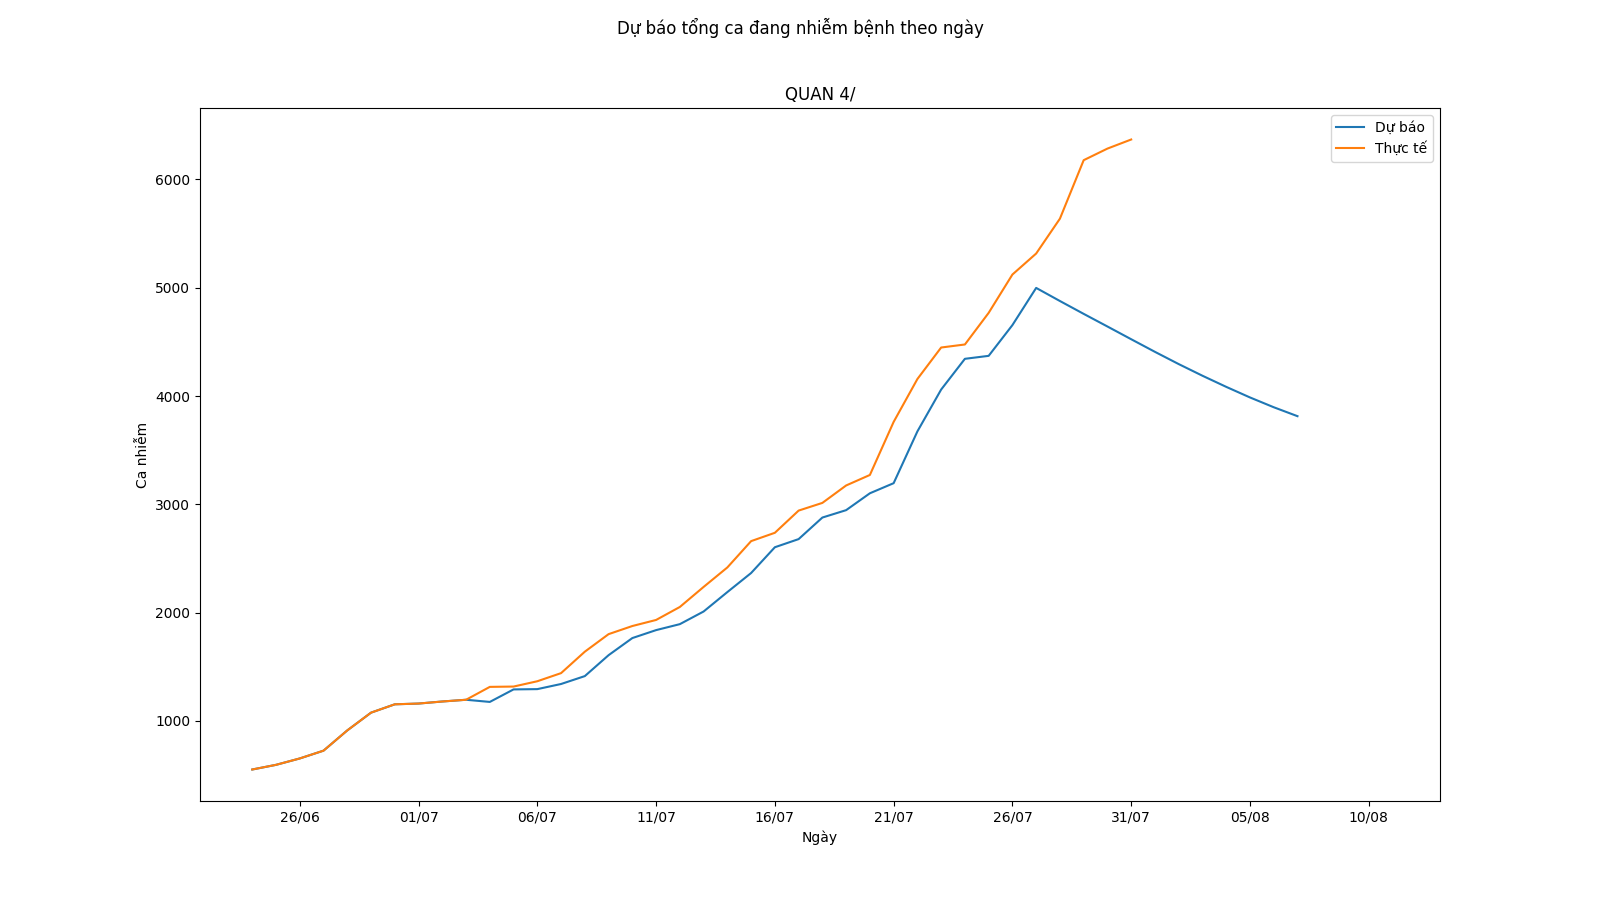 Dự báo tổng ca đang nhiễm bệnh theo ngày
QUAN 4/
Dự báo
Thực tế
6000
5000
4000
3000
2000
1000
Ca nhiễm
26/06 01/07 06/07 11/07 16/07 21/07 26/07 31/07 05/08 10/08
Ngày